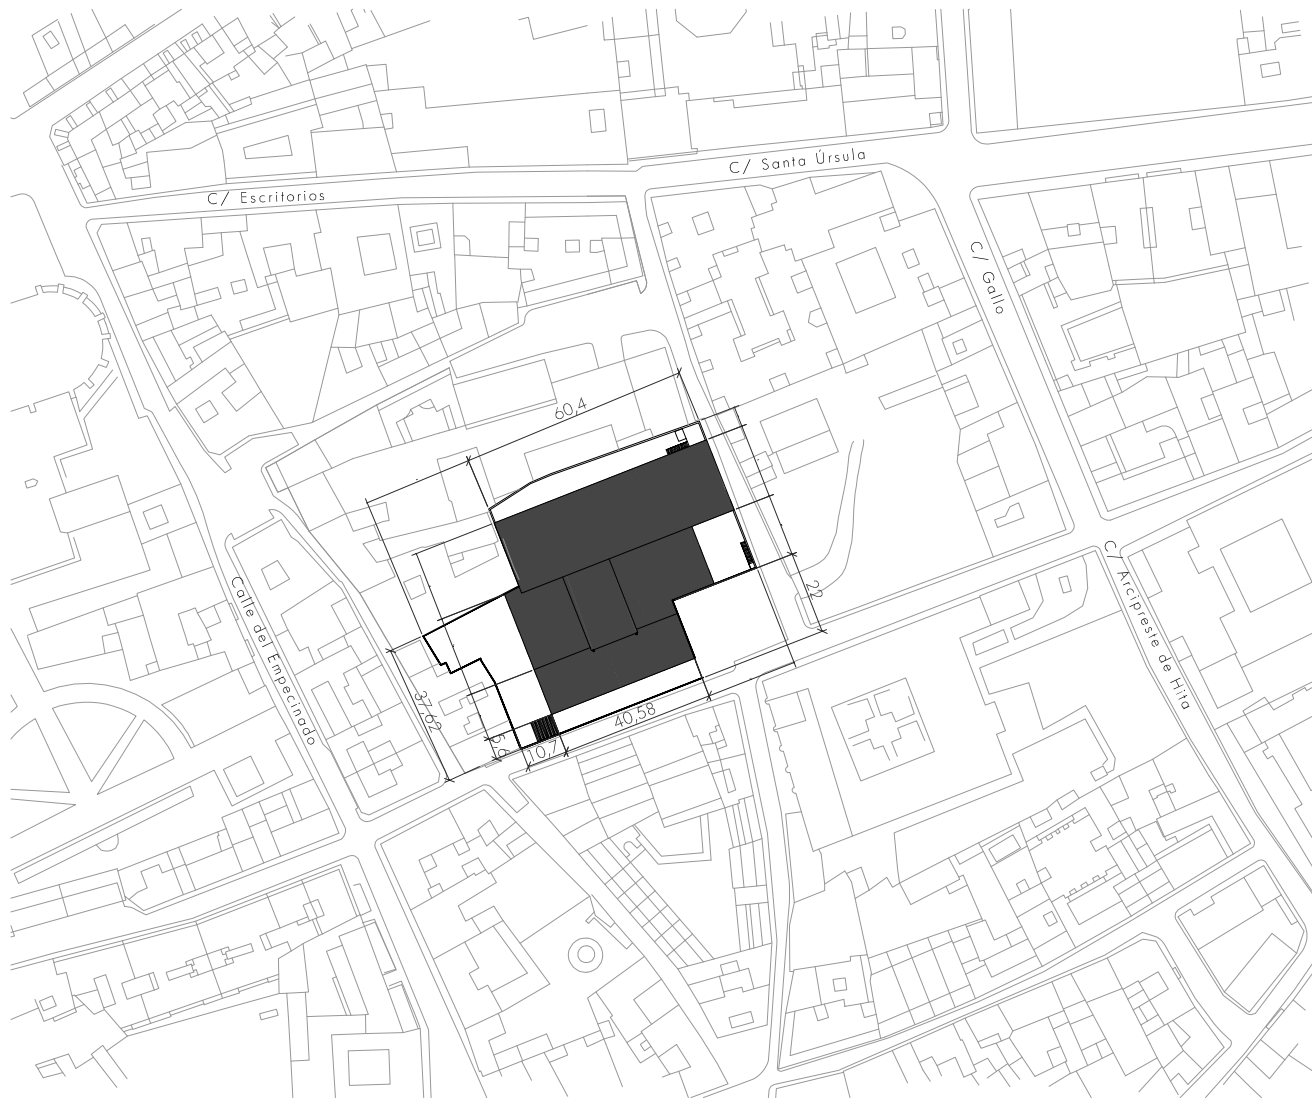 C/ Santa Úrsula
C/ Escritorios
C/ Gallo
60,4
22
C/ Arcipreste de Hita
Calle del Empecinado
37,62
40,58
5,6
10,7